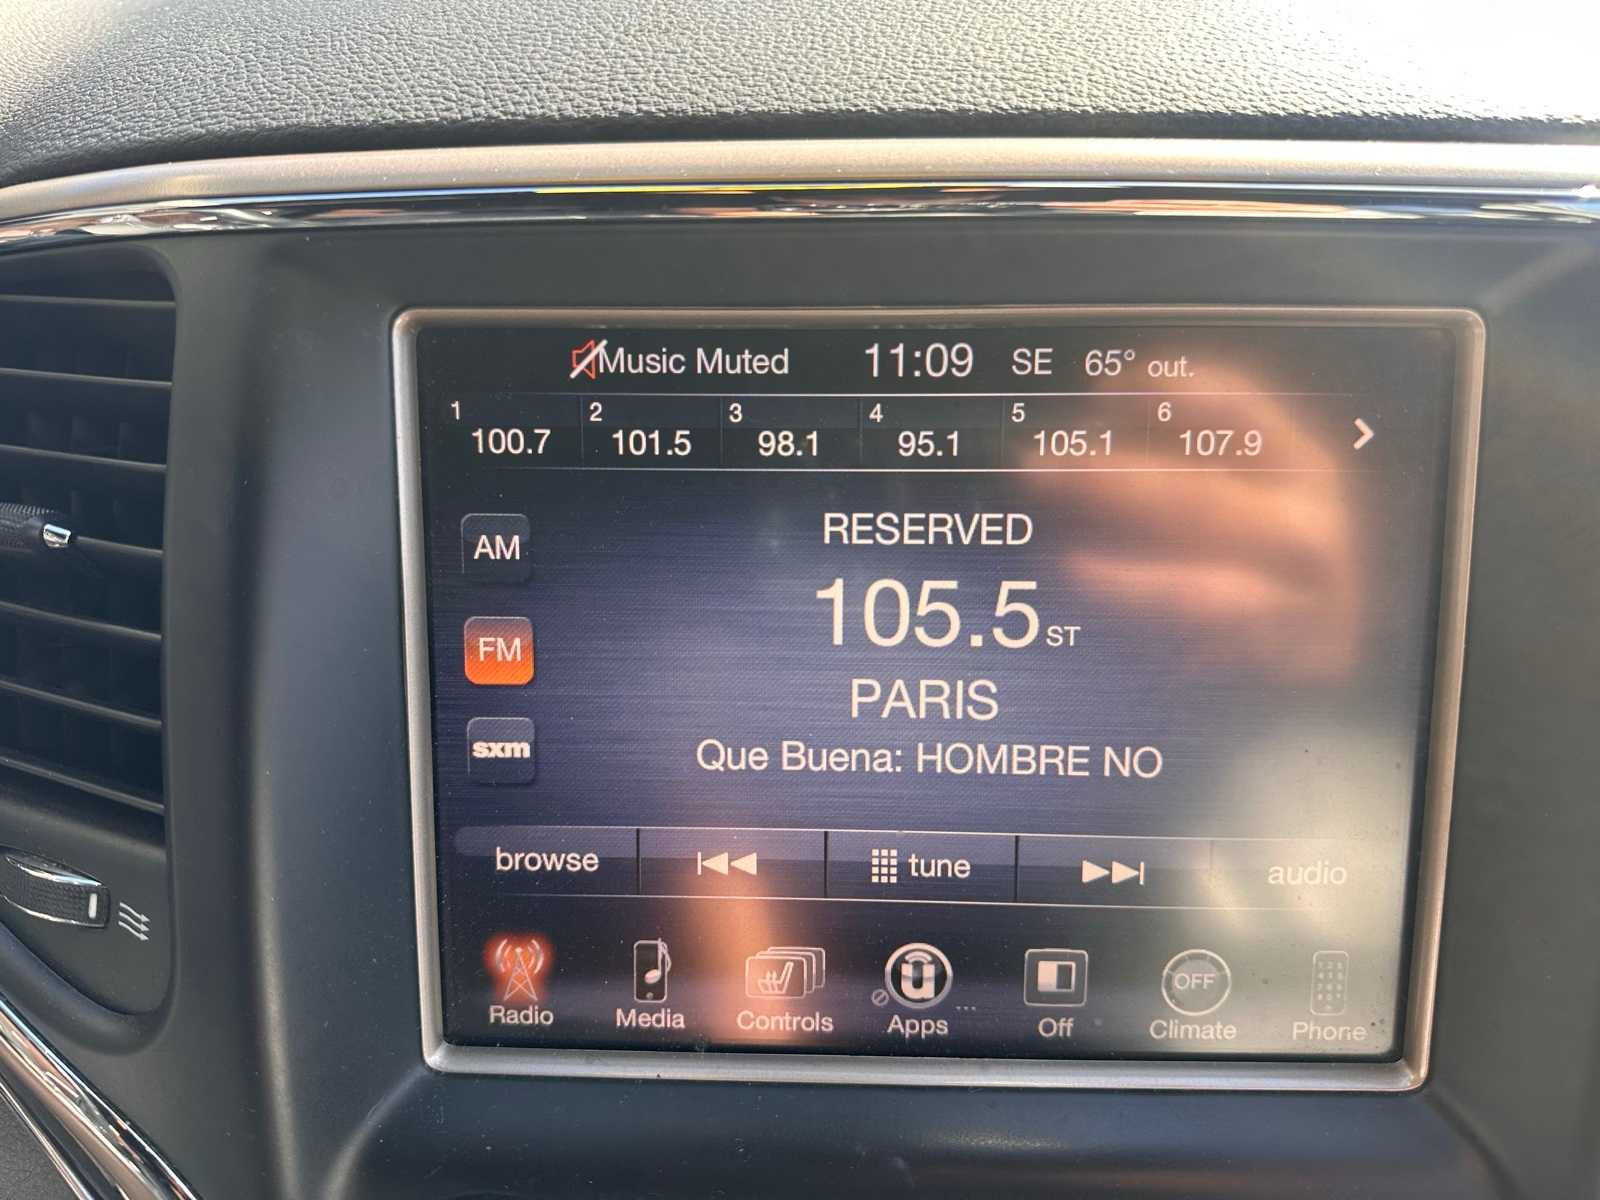 Music Muted 11:09 SE 65° out.
1 2 3 4 5 6
100.7 101.5 98.1 95.1 105.1 107.9
RESERVED
AM
105.5 ST
FM
PARIS
sxm
Que Buena: HOMBRE NO
browse tune audio
OFF
Radio Media Controls Apps Off Climate Phone